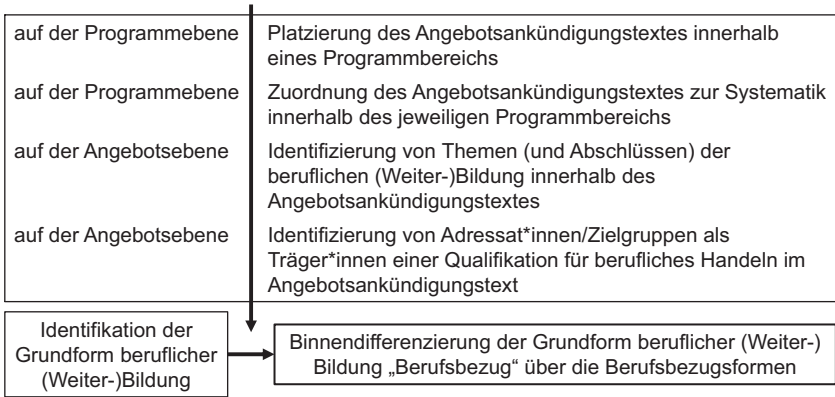 auf der Programmebene Platzierung des Angebotsankündigungstextes innerhalb
eines Programmbereichs
auf der Programmebene Zuordnung des Angebotsankündigungstextes zur Systematik
innerhalb des jeweiligen Programmbereichs
auf der Angebotsebene Identifizierung von Themen (und Abschlüssen) der
beruflichen (Weiter-)Bildung innerhalb des
Angebotsankündigungstextes
auf der Angebotsebene Identifizierung von Adressat*innen/Zielgruppen als
Träger*innen einer Qualifikation für berufliches Handeln im
Angebotsankündigungstext
Identifikation der
Grundform beruflicher
(Weiter-)Bildung
Binnendifferenzierung der Grundform beruflicher (Weiter-)
Bildung „Berufsbezug“ über die Berufsbezugsformen